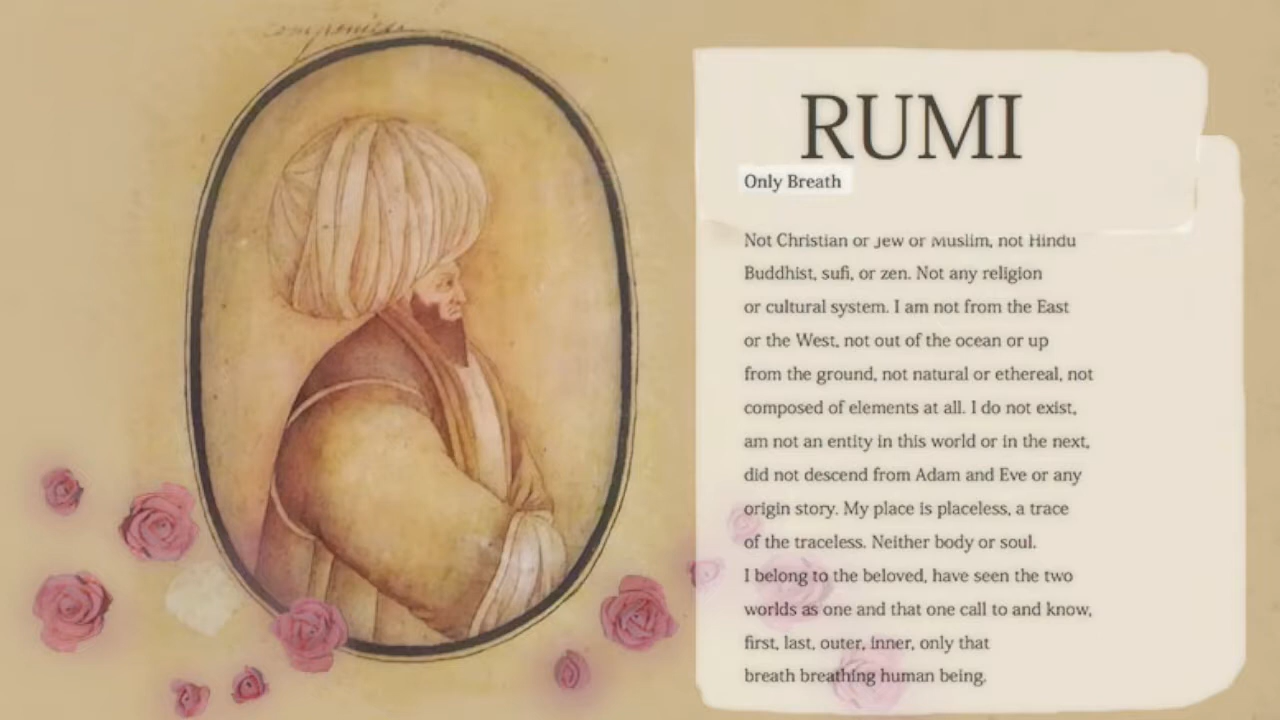 RUMI
Only Breath
Not Christian or Jew or Muslim, not Hindu
Buddhist, sufi, or zen. Not any religion
or cultural system. I am not from the East
or the West, not out of the ocean or up
from the ground, not natural or ethereal, not
composed of elements at all. I do not exist,
am not an entity in this world or in the next,
did not descend from Adam and Eve or any
origin story. My place is placeless, a trace
of the traceless. Neither body or soul.
I belong to the beloved, have seen the two
worlds as one and that one call to and know,
first, last, outer, inner, only that
breath breathing human being.